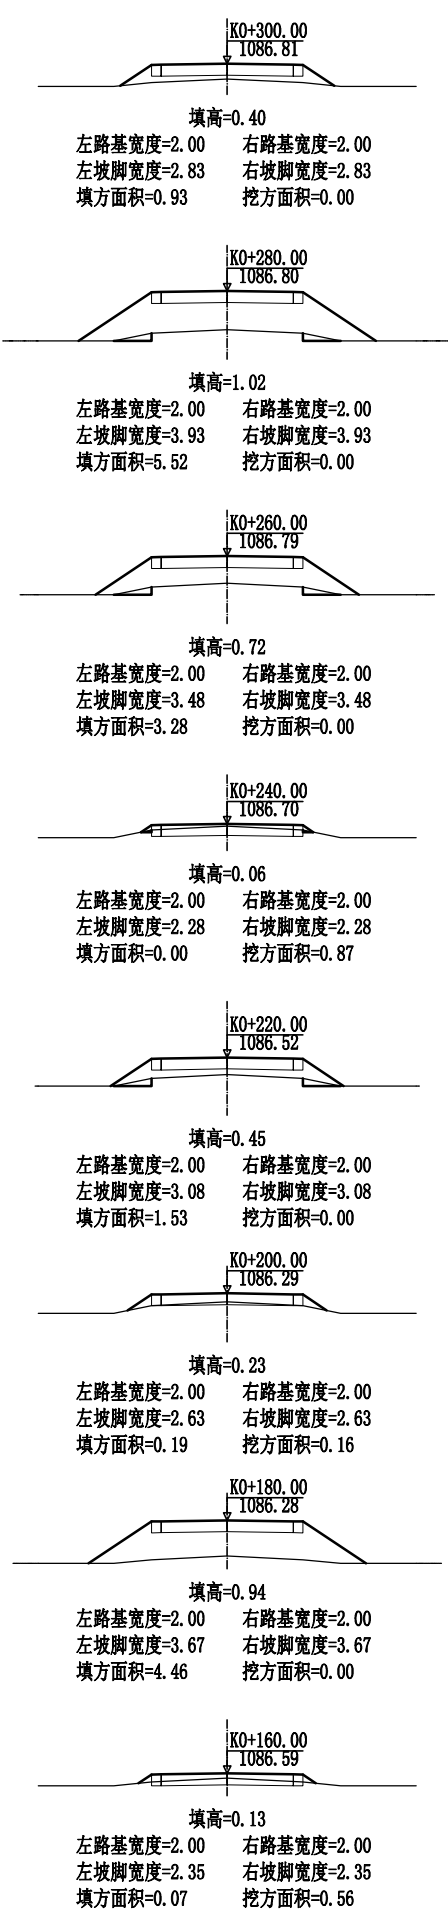 K0+300.00
1086.81
填高=0.40
左路基宽度=2.00 右路基宽度=2.00
左坡脚宽度=2.83 右坡脚宽度=2.83
填方面积=0.93 挖方面积=0.00
K0+280.00
1086.80
填高=1.02
左路基宽度=2.00 右路基宽度=2.00
左坡脚宽度=3.93 右坡脚宽度=3.93
填方面积=5.52 挖方面积=0.00
K0+260.00
1086.79
填高=0.72
左路基宽度=2.00 右路基宽度=2.00
左坡脚宽度=3.48 右坡脚宽度=3.48
填方面积=3.28 挖方面积=0.00
K0+240.00
1086.70
填高=0.06
左路基宽度=2.00 右路基宽度=2.00
左坡脚宽度=2.28 右坡脚宽度=2.28
填方面积=0.00 挖方面积=0.87
K0+220.00
1086.52
填高=0.45
左路基宽度=2.00 右路基宽度=2.00
左坡脚宽度=3.08 右坡脚宽度=3.08
填方面积=1.53 挖方面积=0.00
K0+200.00
1086.29
填高=0.23
左路基宽度=2.00 右路基宽度=2.00
左坡脚宽度=2.63 右坡脚宽度=2.63
填方面积=0.19 挖方面积=0.16
K0+180.00
1086.28
填高=0.94
左路基宽度=2.00 右路基宽度=2.00
左坡脚宽度=3.67 右坡脚宽度=3.67
填方面积=4.46 挖方面积=0.00
K0+160.00
1086.59
填高=0.13
左路基宽度=2.00 右路基宽度=2.00
左坡脚宽度=2.35 右坡脚宽度=2.35
填方面积=0.07 挖方面积=0.56